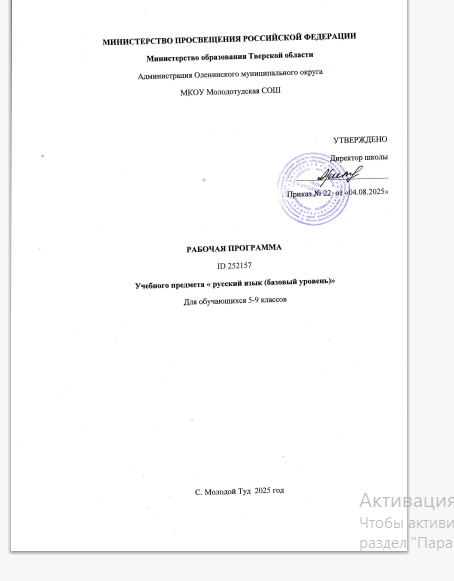 МИНИСТЕРСТВО ПРОСВЕЩЕНИЯ РОССИЙСКОЙ ФЕДЕРАЦИИ
Министерство образования Тверской области
Администрация Оленинского муниципального округа
МКОУ Молодотудская СОШ
УТВЕРЖДЕНО
Директор школы
Приказ № 22 от «04.08.2025»
РАБОЧАЯ ПРОГРАММА
ID 252157
Учебного предмета « русский язык (базовый уровень)»
Для обучающихся 5-9 классов
С. Молодой Туд 2025 год
Активация
Чтобы активи
раздел "Пара